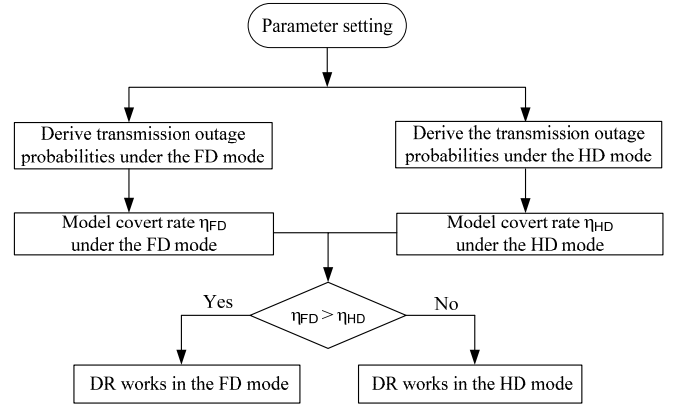 Parameter setting
Derive transmission outage
probabilities under the FD mode
Derive the transmission outage
probabilities under the HD mode
Model covert rate ηFD
under the FD mode
Model covert rate ηHD
under the HD mode
Yes
ηFD > ηHD
No
DR works in the FD mode
DR works in the HD mode